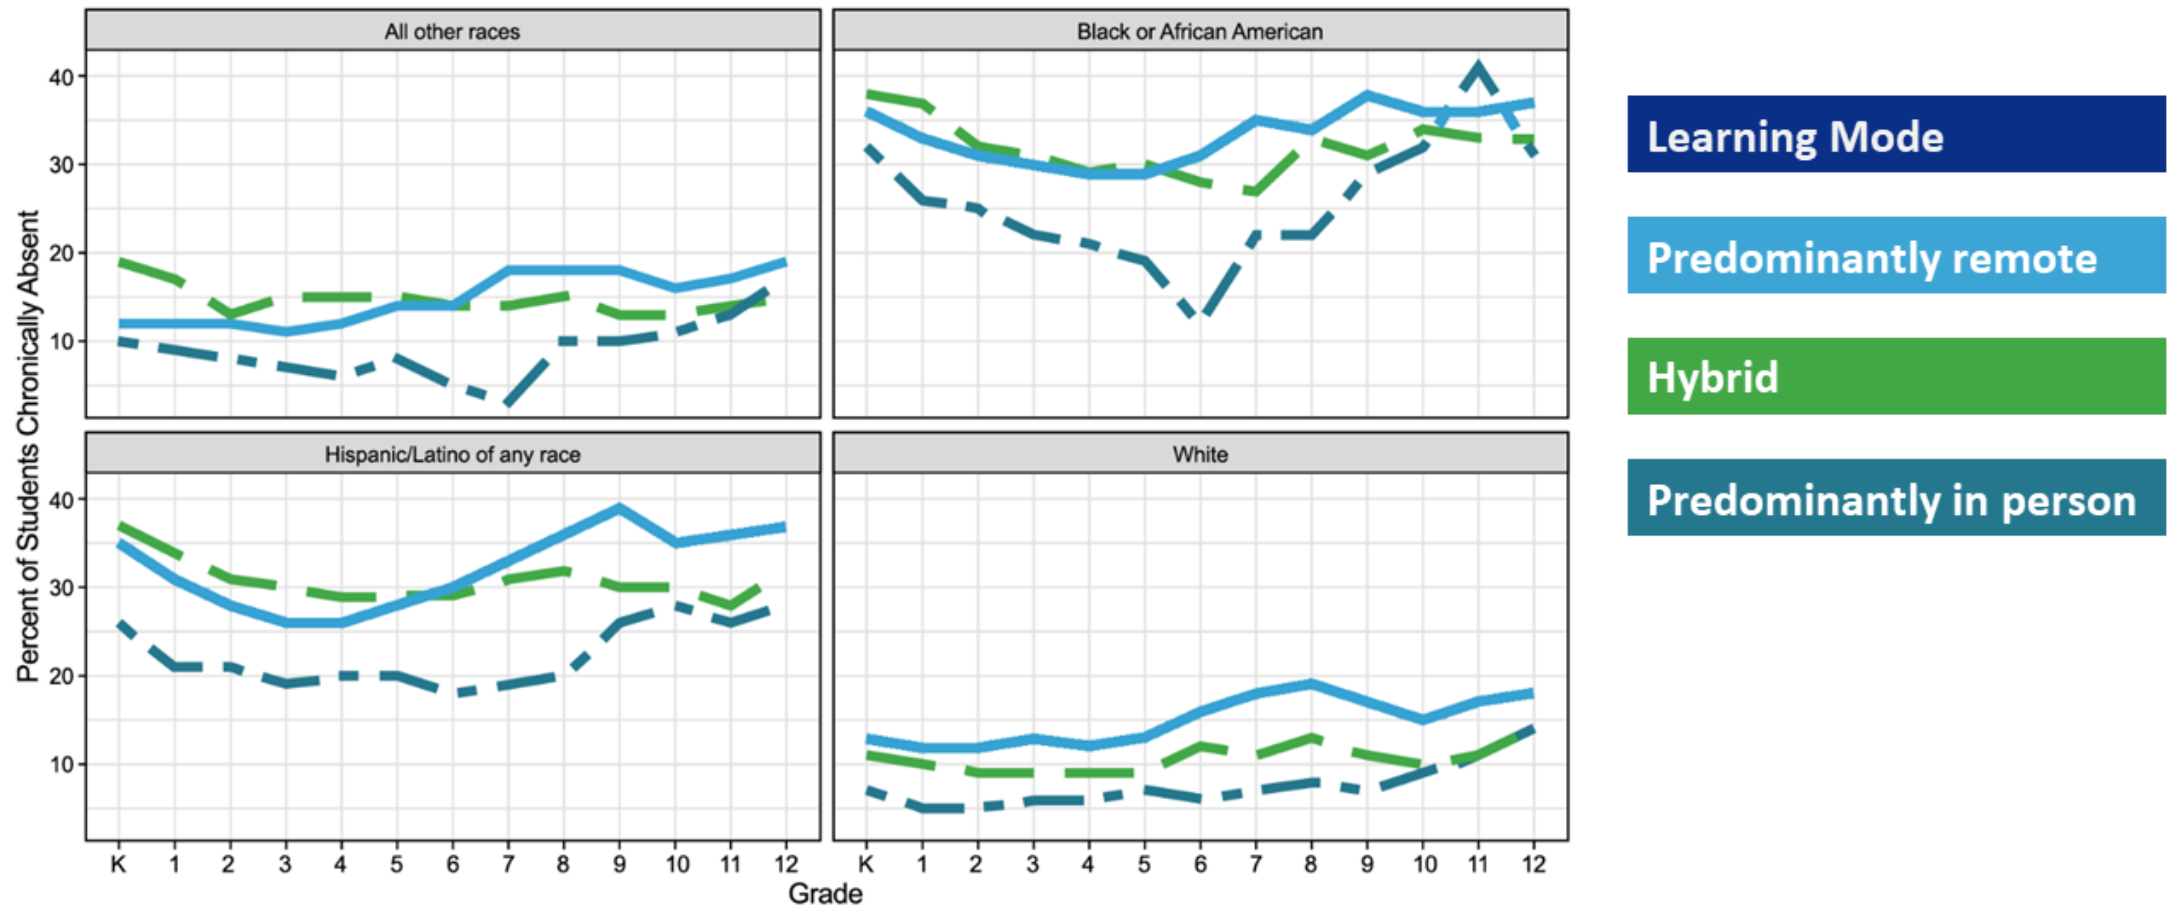 All other races
Black or African American
40
30
20
10
Hispanic/Latino of any race
White
40
30
20
10
Percent of Students Chronically Absent
K 1 2 3 4 5 6 7 8 9 10 11 12
K 1 2 3 4 5 6 7 8 9 10 11 12
Grade
Learning Mode
Predominantly remote
Hybrid
Predominantly in person